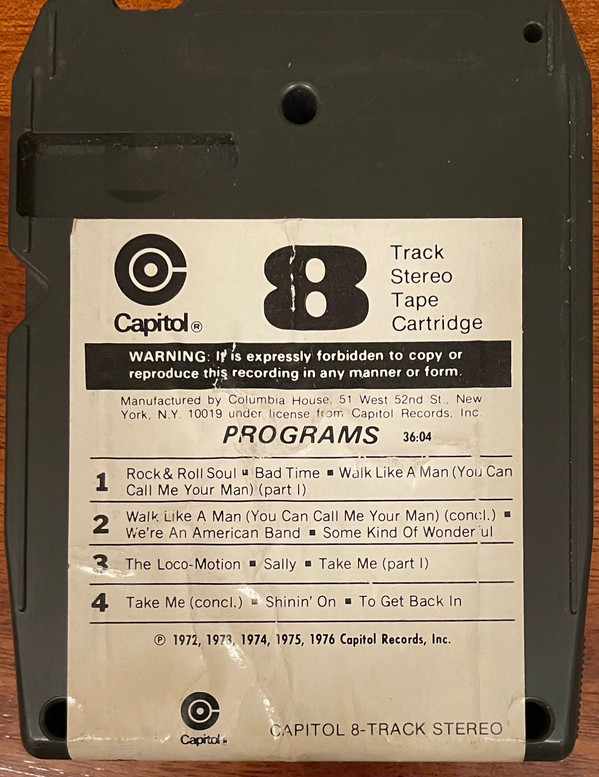 Capitol®
8
Track
Stereo
Tape
Cartridge
WARNING: It is expressly forbidden to copy or
reproduce this recording in any manner or form.
Manufactured by Columbia House, 51 West 52nd St., New
York, N.Y. 10019 under license from Capitol Records, Inc.
PROGRAMS 36:04
1 Rock & Roll Soul ▪ Bad Time ▪ Walk Like A Man (You Can
Call Me Your Man) (part I)
2 Walk Like A Man (You Can Call Me Your Man) (concl.) ▪
We're An American Band ▪ Some Kind Of Wonderful
3 The Loco-Motion ▪ Sally ▪ Take Me (part I)
4 Take Me (concl.) ▪ Shinin' On ▪ To Get Back In
℗ 1972, 1973, 1974, 1975, 1976 Capitol Records, Inc.
Capitol®
CAPITOL 8-TRACK STEREO